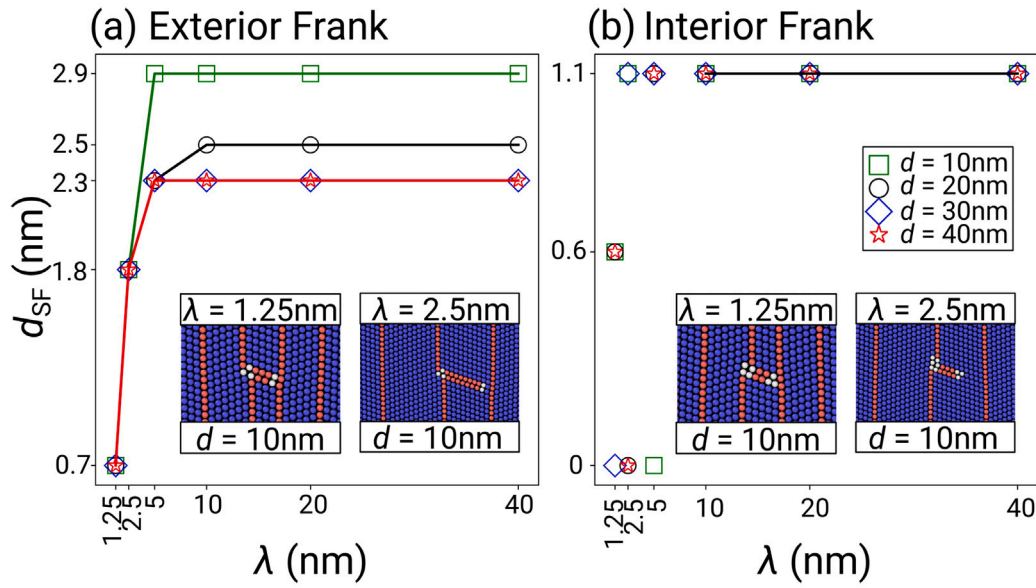 (a) Exterior Frank
2.9
2.5
2.3
1.8
0.7
d_SF (nm)
λ = 1.25nm
d = 10nm
λ = 2.5nm
d = 10nm
1.25
2.5
5
10
20
40
λ (nm)
(b) Interior Frank
1.1
0.6
0
d = 10nm
d = 20nm
d = 30nm
d = 40nm
λ = 1.25nm
d = 10nm
λ = 2.5nm
d = 10nm
1.25
2.5
5
10
20
40
λ (nm)